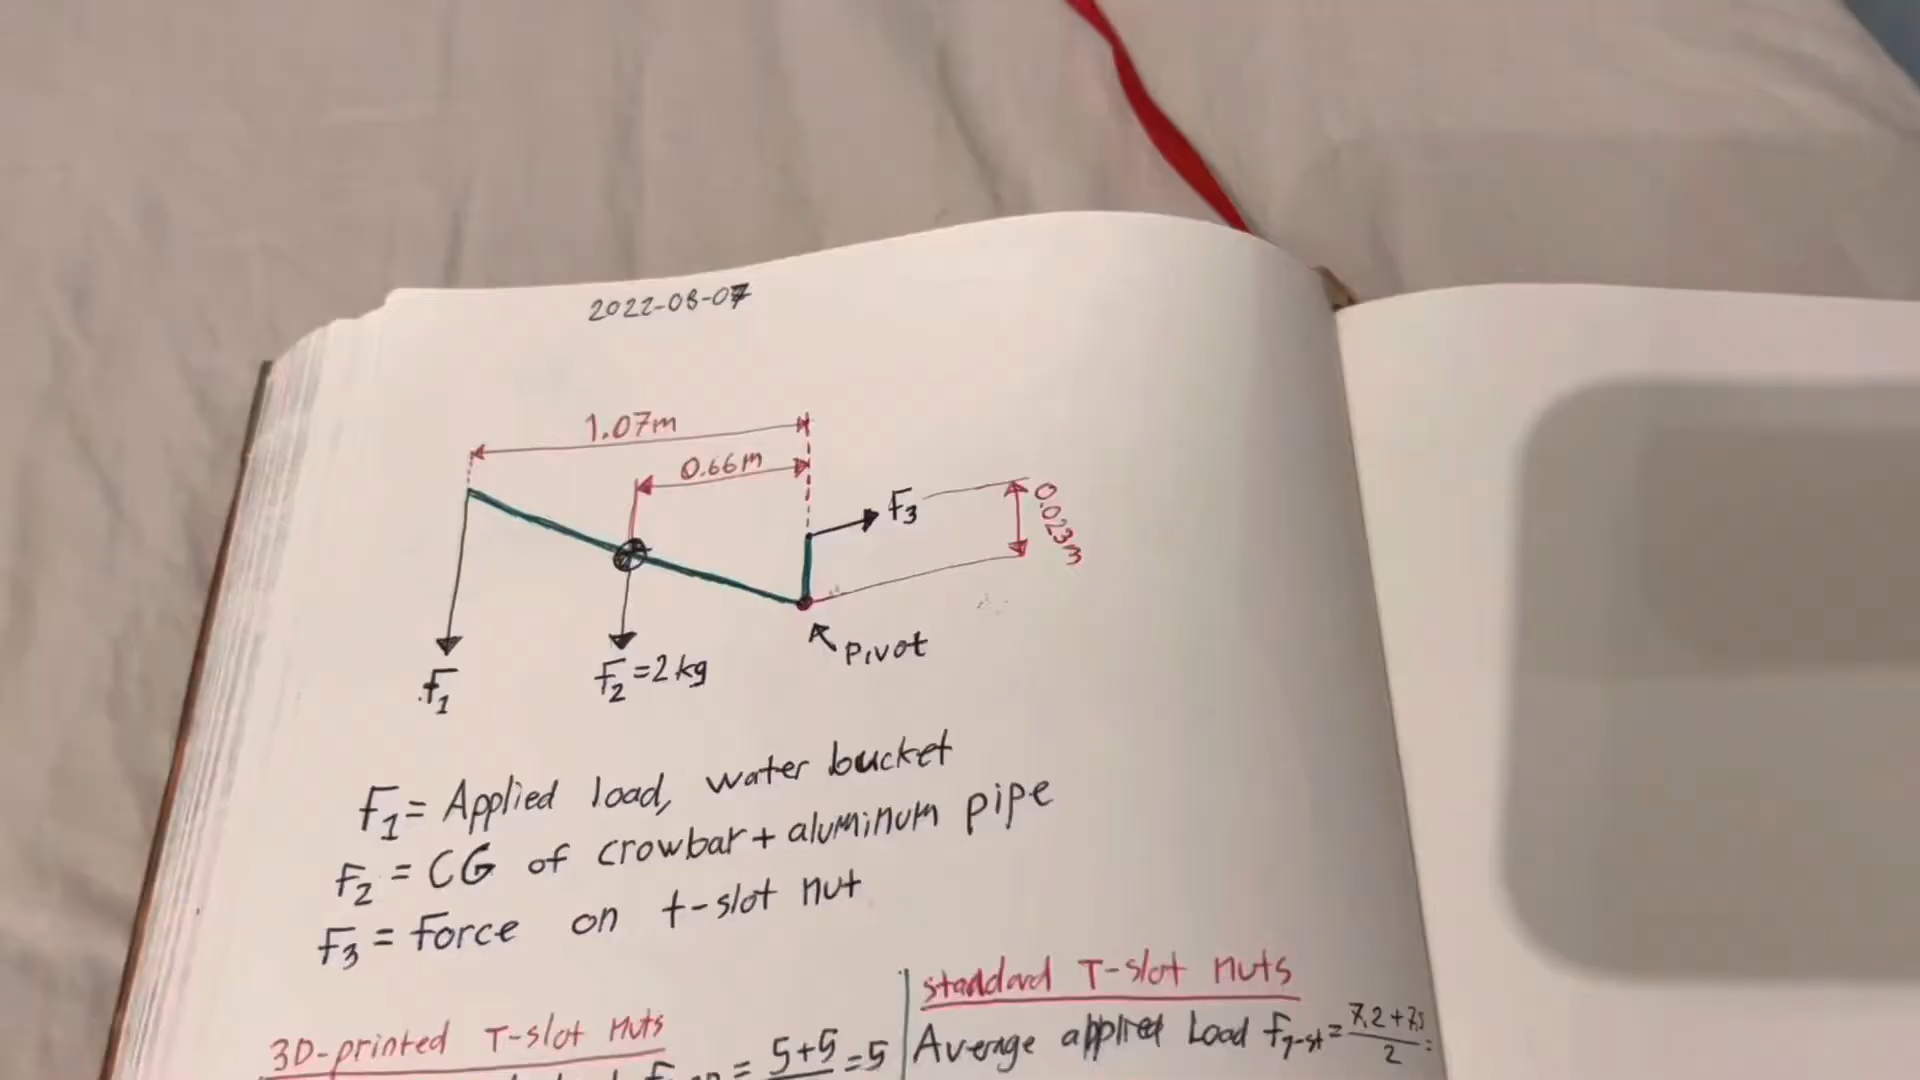 2022-08-07
1.07m
0.66m
F3
0.023m
Pivot
F1
F2=2kg
F1= Applied load, water bucket
F2 = CG of crowbar + aluminum pipe
F3 = Force on t-slot nut
3D-printed T-slot nuts
= 5+5 =5
standard T-slot nuts
Average applied Load F1-st=
2